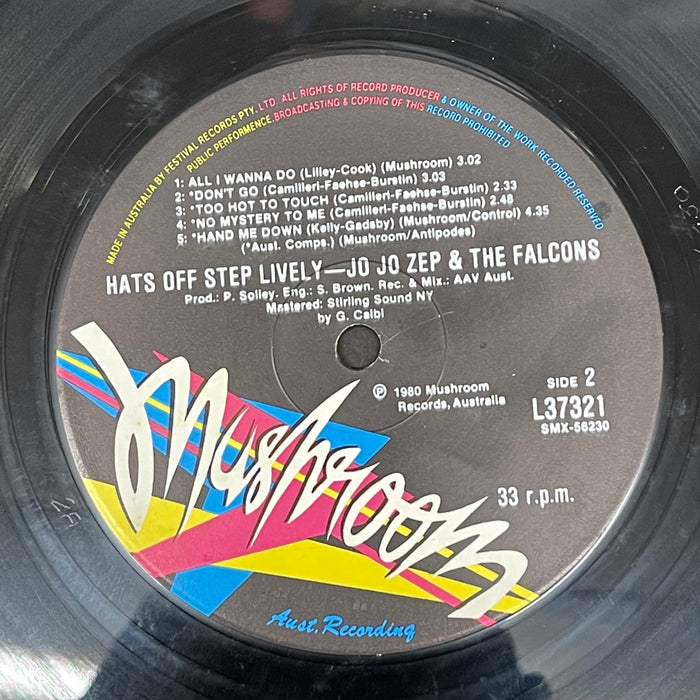 MADE IN AUSTRALIA BY FESTIVAL RECORDS PTY. LTD. ALL RIGHTS OF RECORD PRODUCER & OWNER OF THE WORK RECORDED RESERVED
PUBLIC PERFORMENCE. BROADCASTING & COPYING OF THIS RECORD PROHIBITED
1: ALL I WANNA DO (Lilley-Cook) (Mushroom) 3.02
2: *DON'T GO (Camilleri-Faehse-Burstin) 3.03
3: *TOO HOT TO TOUCH (Camilleri-Faehse-Burstin) 2.33
4: *NO MYSTERY TO ME (Camilleri-Faehse-Burstin) 2.48
5: *HAND ME DOWN (Kelly-Gadsby) (Mushroom/Control) 4.35
(*Aust. Comps.) (Mushroom/Antipodes)
HATS OFF STEP LIVELY—JO JO ZEP & THE FALCONS
Prod.: P. Solley. Eng.: S. Brown. Rec. & Mix.: AAV Aust.
Mastered: Stirling Sound NY
by G. Calbi
℗ 1980 Mushroom
Records, Australia
SIDE 2
L37321
SMX-56230
33 r.p.m.
Mushroom
Aust. Recording